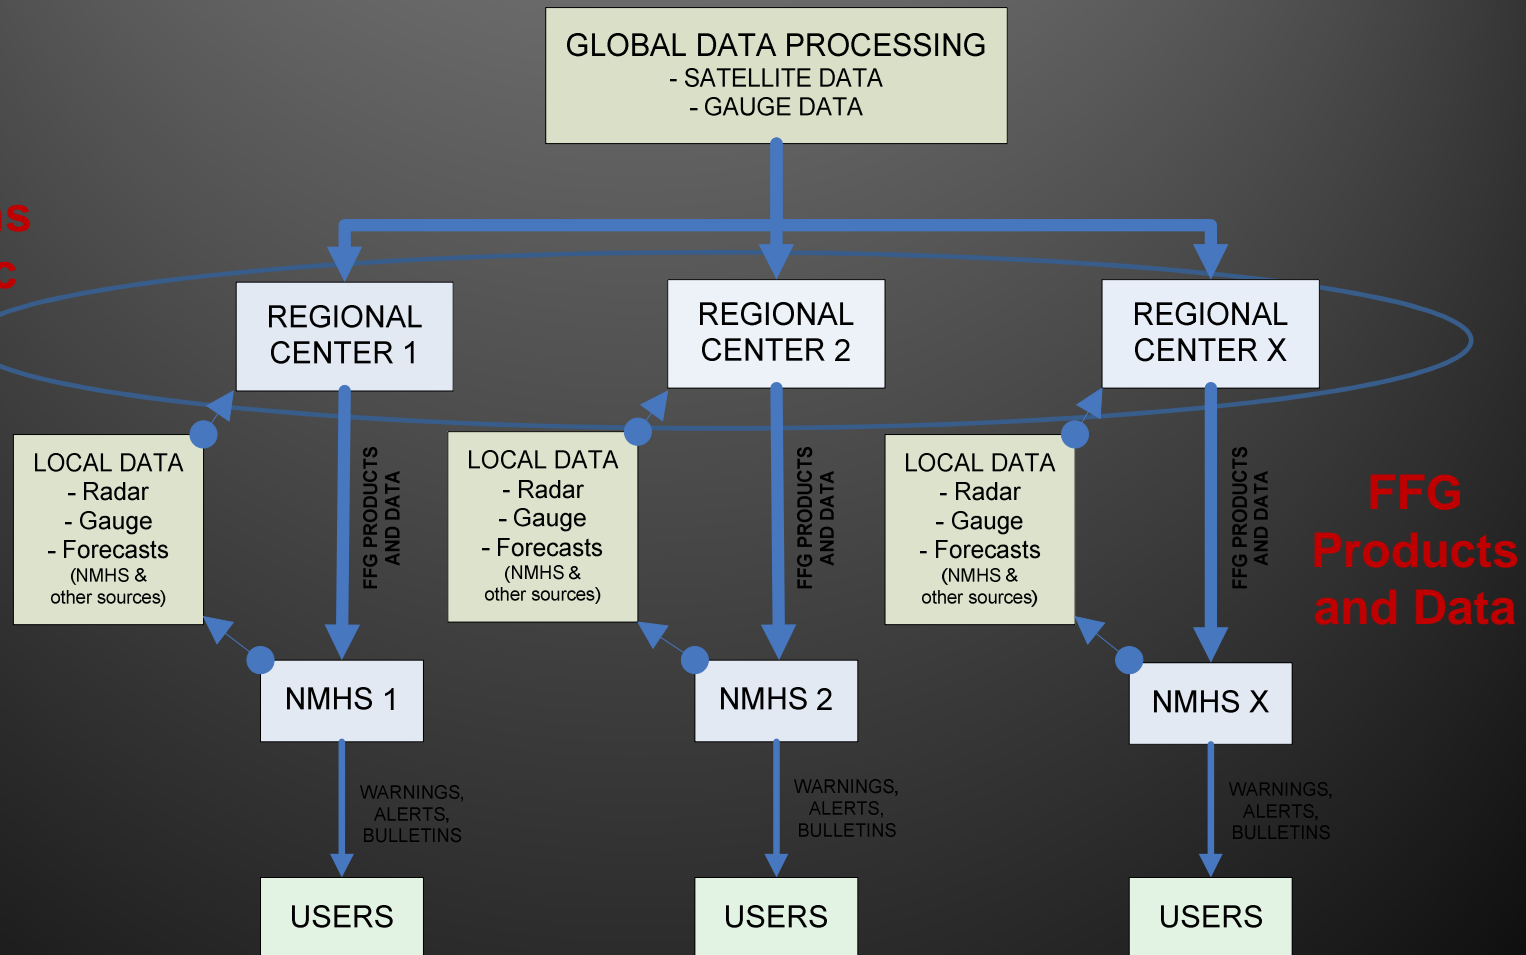 GLOBAL DATA PROCESSING
- SATELLITE DATA
- GAUGE DATA
REGIONAL
CENTER 1
REGIONAL
CENTER 2
REGIONAL
CENTER X
LOCAL DATA
- Radar
- Gauge
- Forecasts
(NMHS &
other sources)
FFG PRODUCTS
AND DATA
LOCAL DATA
- Radar
- Gauge
- Forecasts
(NMHS &
other sources)
FFG PRODUCTS
AND DATA
LOCAL DATA
- Radar
- Gauge
- Forecasts
(NMHS &
other sources)
FFG PRODUCTS
AND DATA
FFG
Products
and Data
NMHS 1
NMHS 2
NMHS X
WARNINGS,
ALERTS,
BULLETINS
WARNINGS,
ALERTS,
BULLETINS
WARNINGS,
ALERTS,
BULLETINS
USERS
USERS
USERS